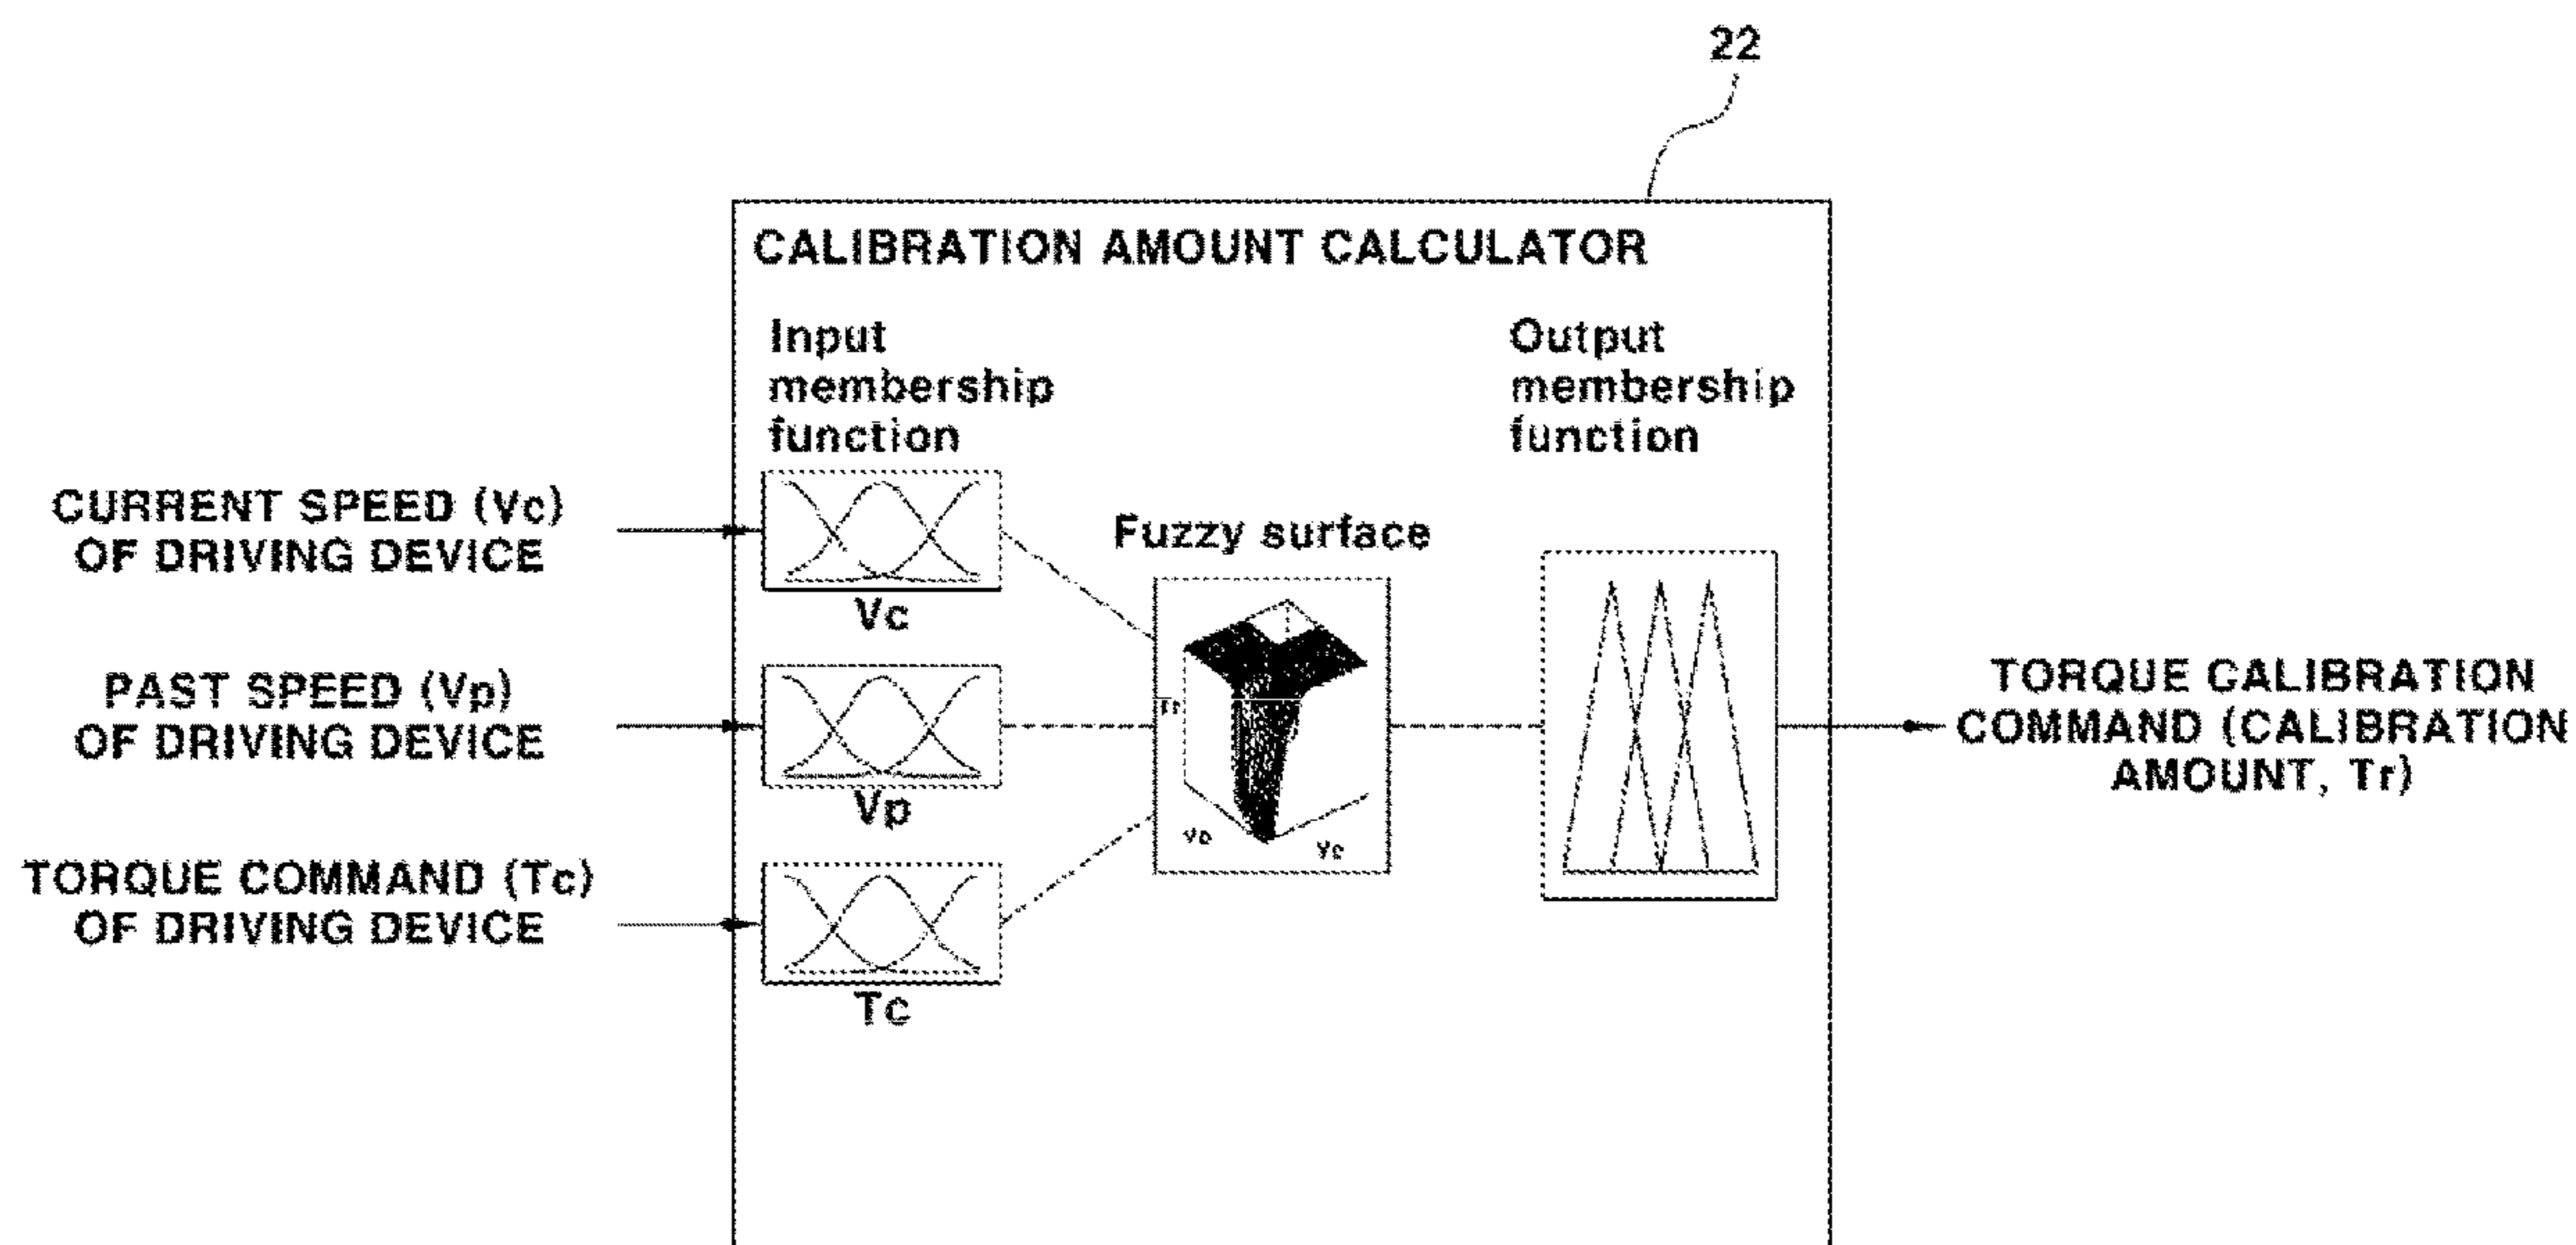 22
CALIBRATION AMOUNT CALCULATOR
Input
membership
function
Output
membership
function
CURRENT SPEED (Vc)
OF DRIVING DEVICE
Vc
Fuzzy surface
PAST SPEED (Vp)
OF DRIVING DEVICE
Vp
Tr
Vc
TORQUE COMMAND (Tc)
OF DRIVING DEVICE
Tc
TORQUE CALIBRATION
COMMAND (CALIBRATION
AMOUNT, Tr)